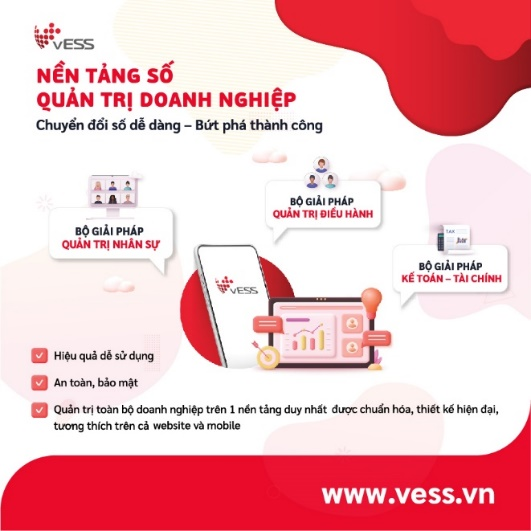 vESS
NỀN TẢNG SỐ
QUẢN TRỊ DOANH NGHIỆP
Chuyển đổi số dễ dàng – Bứt phá thành công
BỘ GIẢI PHÁP
QUẢN TRỊ ĐIỀU HÀNH
BỘ GIẢI PHÁP
QUẢN TRỊ NHÂN SỰ
TAX
BỘ GIẢI PHÁP
KẾ TOÁN – TÀI CHÍNH
vESS
Hiệu quả dễ sử dụng
An toàn, bảo mật
Quản trị toàn bộ doanh nghiệp trên 1 nền tảng duy nhất được chuẩn hóa, thiết kế hiện đại,
tương thích trên cả website và mobile
www.vess.vn